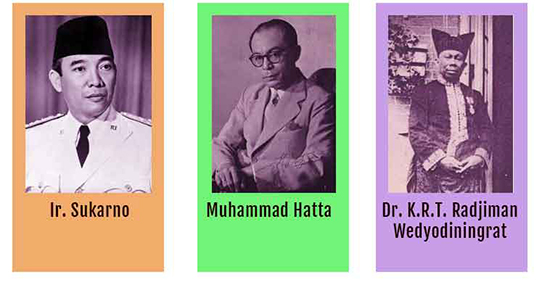 Ir. Sukarno
Muhammad Hatta
Dr. K.R.T. Radjiman
Wedyodiningrat